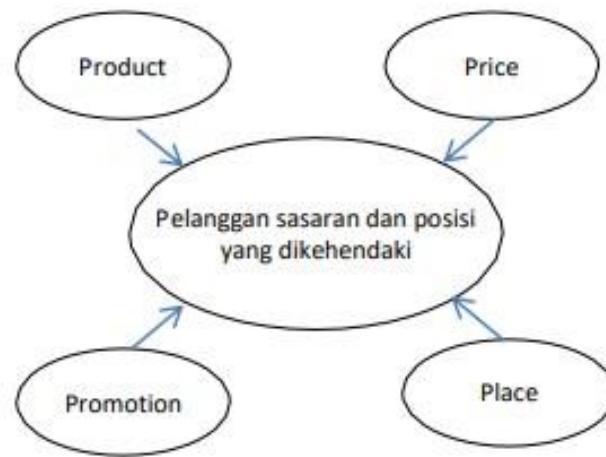 Product
Price
Pelanggan sasaran dan posisi
yang dikehendaki
Promotion
Place